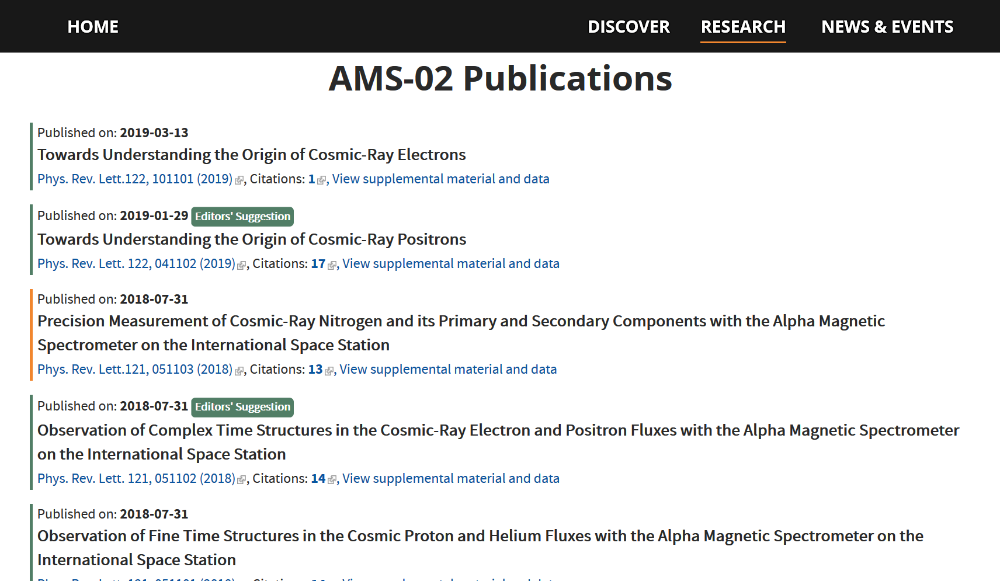 HOME DISCOVER RESEARCH NEWS & EVENTS
AMS-02 Publications
Published on: 2019-03-13
Towards Understanding the Origin of Cosmic-Ray Electrons
Phys. Rev. Lett.122, 101101 (2019), Citations: 1, View supplemental material and data
Published on: 2019-01-29 Editors' Suggestion
Towards Understanding the Origin of Cosmic-Ray Positrons
Phys. Rev. Lett. 122, 041102 (2019), Citations: 17, View supplemental material and data
Published on: 2018-07-31
Precision Measurement of Cosmic-Ray Nitrogen and its Primary and Secondary Components with the Alpha Magnetic
Spectrometer on the International Space Station
Phys. Rev. Lett.121, 051103 (2018), Citations: 13, View supplemental material and data
Published on: 2018-07-31 Editors' Suggestion
Observation of Complex Time Structures in the Cosmic-Ray Electron and Positron Fluxes with the Alpha Magnetic Spectrometer
on the International Space Station
Phys. Rev. Lett. 121, 051102 (2018), Citations: 14, View supplemental material and data
Published on: 2018-07-31
Observation of Fine Time Structures in the Cosmic Proton and Helium Fluxes with the Alpha Magnetic Spectrometer on the
International Space Station